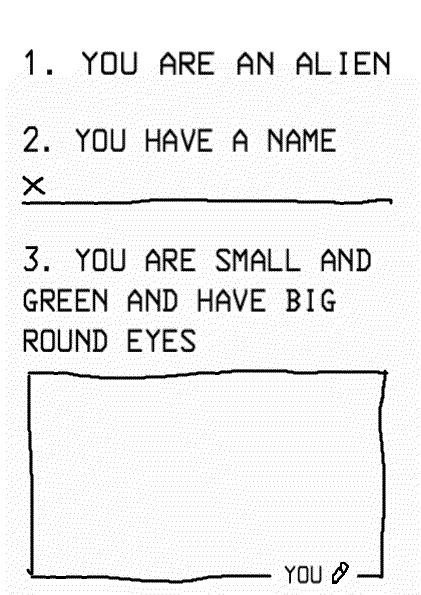 1. YOU ARE AN ALIEN
2. YOU HAVE A NAME
X
3. YOU ARE SMALL AND
GREEN AND HAVE BIG
ROUND EYES
YOU